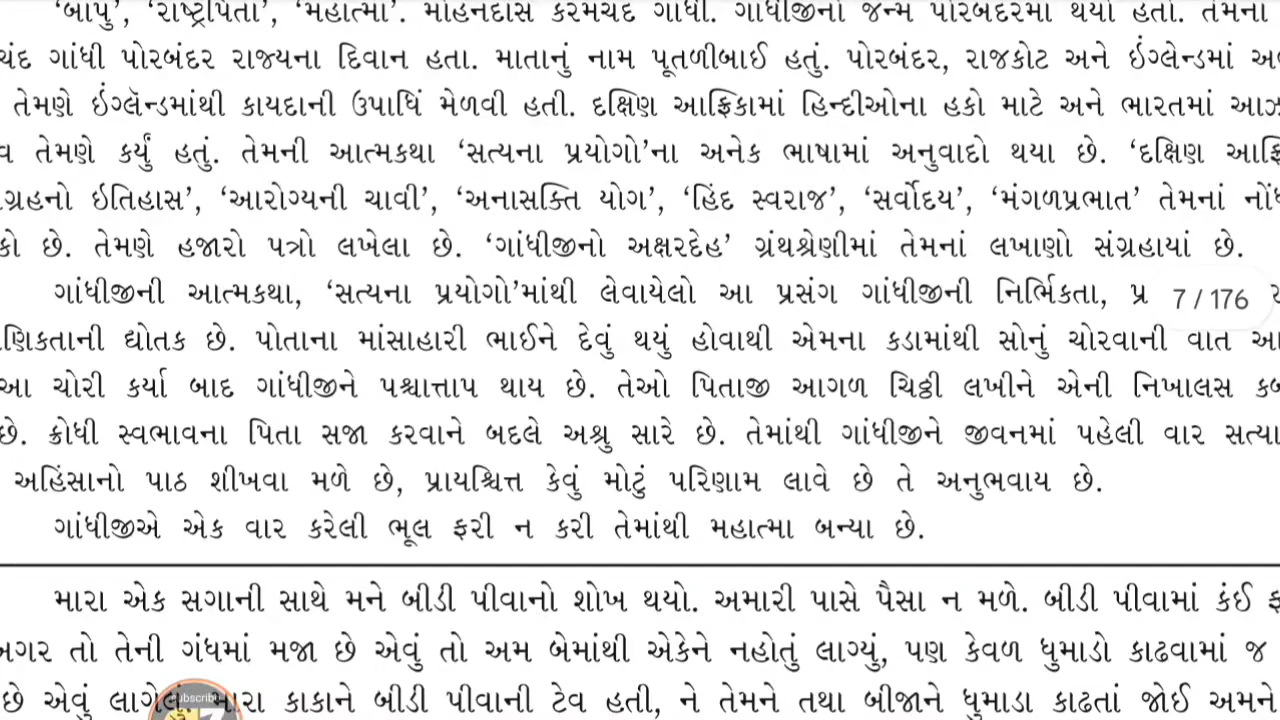 'બાપુ', 'રાષ્ટ્રપિતા', 'મહાત્મા'. મોહનદાસ કરમચંદ ગાંધી. ગાંધીજીનો જન્મ પોરબંદરમાં થયો હતો. તેમના
ચંદ ગાંધી પોરબંદર રાજ્યના દિવાન હતા. માતાનું નામ પૂતળીબાઈ હતું. પોરબંદર, રાજકોટ અને ઇંગ્લેન્ડમાં
તેમણે ઇંગ્લૅન્ડમાંથી કાયદાની ઉપાધિ મેળવી હતી. દક્ષિણ આફ્રિકામાં હિન્દીઓના હકો માટે અને ભારતમાં
તેમણે કર્યું હતું. તેમની આત્મકથા 'સત્યના પ્રયોગો'ના અનેક ભાષામાં અનુવાદો થયા છે. 'દક્ષિણ
ગ્રહનો ઇતિહાસ', 'આરોગ્યની ચાવી', 'અનાસક્તિ યોગ', 'હિંદ સ્વરાજ', 'સર્વોદય', 'મંગળપ્રભાત' તેમનાં
કો છે. તેમણે હજારો પત્રો લખેલા છે. 'ગાંધીજીનો અક્ષરદેહ' ગ્રંથશ્રેણીમાં તેમનાં લખાણો સંગ્રહાયાં છે.
ગાંધીજીની આત્મકથા, 'સત્યના પ્રયોગો'માંથી લેવાયેલો આ પ્રસંગ ગાંધીજીની નિર્ભિકતા, પ્ર 7 / 176
ણિકતાની દ્યોતક છે. પોતાના માંસાહારી ભાઈને દેવું થયું હોવાથી એમના કડામાંથી સોનું ચોરવાની વાત
આ ચોરી કર્યા બાદ ગાંધીજીને પશ્ચાત્તાપ થાય છે. તેઓ પિતાજી આગળ ચિઠ્ઠી લખીને એની નિખાલસ
છે. ક્રોધી સ્વભાવના પિતા સજા કરવાને બદલે અશ્રુ સારે છે. તેમાંથી ગાંધીજીને જીવનમાં પહેલી વાર સત્યા
અહિંસાનો પાઠ શીખવા મળે છે, પ્રાયશ્ચિત્ત કેવું મોટું પરિણામ લાવે છે તે અનુભવાય છે.
ગાંધીજીએ એક વાર કરેલી ભૂલ ફરી ન કરી તેમાંથી મહાત્મા બન્યા છે.
મારા એક સગાની સાથે મને બીડી પીવાનો શોખ થયો. અમારી પાસે પૈસા ન મળે. બીડી પીવામાં કંઈ
અગર તો તેની ગંધમાં મજા છે એવું તો અમ બેમાંથી એકેને નહોતું લાગ્યું, પણ કેવળ ધુમાડો કાઢવામાં જ
છે એવું મારા કાકાને બીડી પીવાની ટેવ હતી, ને તેમને તથા બીજાને ધુમાડા કાઢતાં જોઈ અમને
subscribe